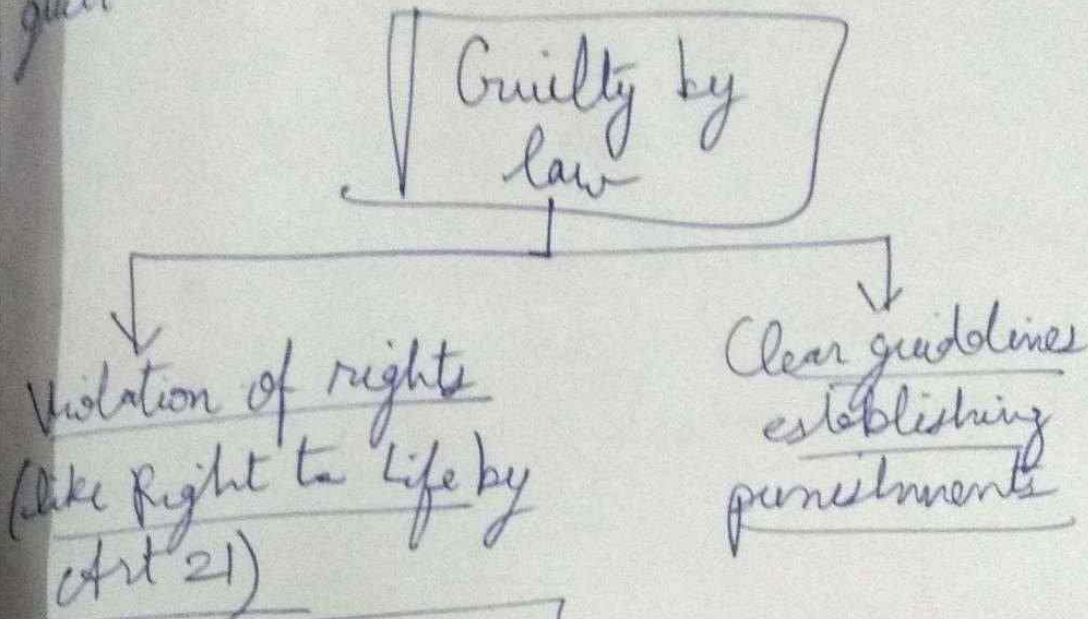 Guilty by
law
Violation of rights
(like Right to Life by
Art 21)
Clear guidelines
establishing
punishments